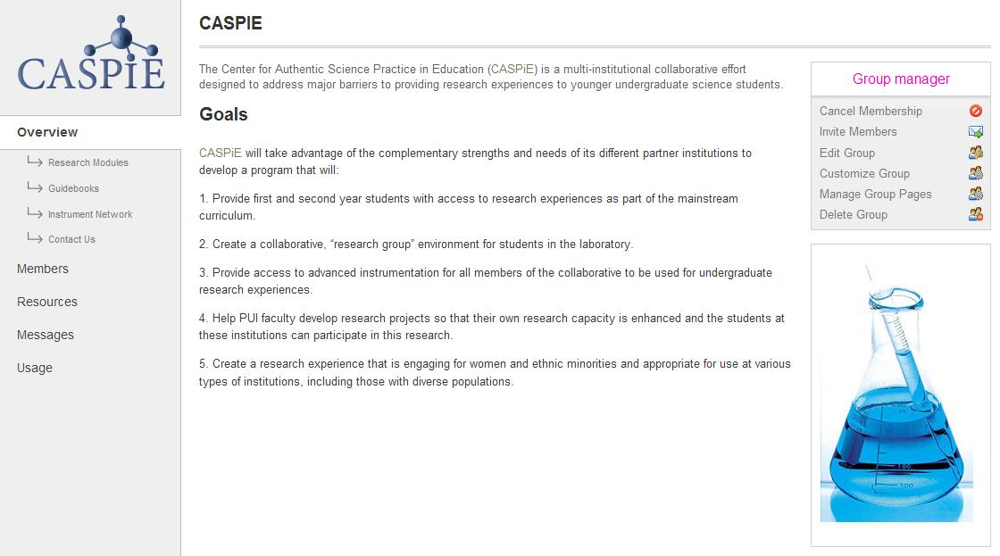 CASPiE
Overview
Research Modules
Guidebooks
Instrument Network
Contact Us
Members
Resources
Messages
Usage
CASPIE
The Center for Authentic Science Practice in Education (CASPiE) is a multi-institutional collaborative effort
designed to address major barriers to providing research experiences to younger undergraduate science students.
Goals
CASPiE will take advantage of the complementary strengths and needs of its different partner institutions to
develop a program that will:
1. Provide first and second year students with access to research experiences as part of the mainstream
curriculum.
2. Create a collaborative, “research group” environment for students in the laboratory.
3. Provide access to advanced instrumentation for all members of the collaborative to be used for undergraduate
research experiences.
4. Help PUI faculty develop research projects so that their own research capacity is enhanced and the students at
these institutions can participate in this research.
5. Create a research experience that is engaging for women and ethnic minorities and appropriate for use at various
types of institutions, including those with diverse populations.
Group manager
Cancel Membership
Invite Members
Edit Group
Customize Group
Manage Group Pages
Delete Group
150
100